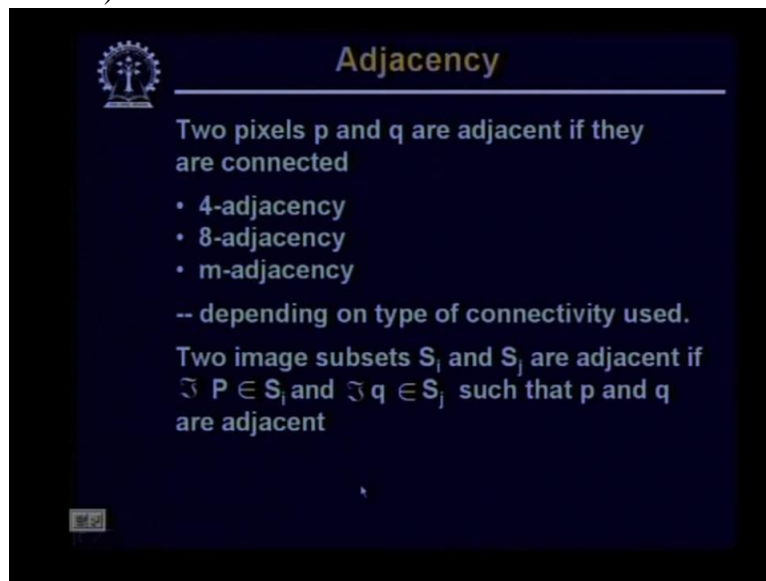 )
Adjacency
Two pixels p and q are adjacent if they
are connected
• 4-adjacency
• 8-adjacency
• m-adjacency
-- depending on type of connectivity used.
Two image subsets Si and Sj are adjacent if
ℑ P ∈ Si and ℑ q ∈ Sj such that p and q
are adjacent